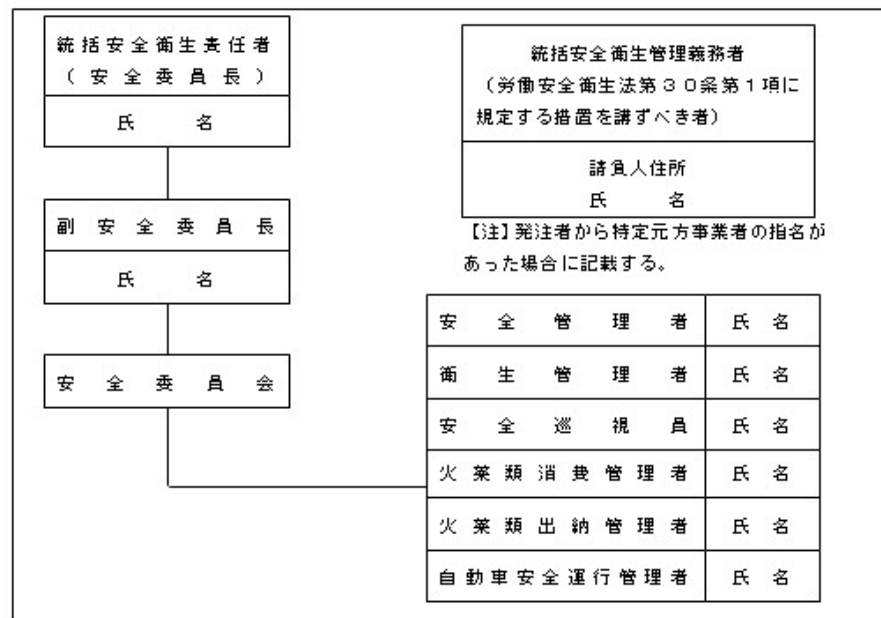 統括安全衛生責任者
(安全委員長)
氏名
副安全委員長
氏名
安全委員会
統括安全衛生管理義務者
(労働安全衛生法第30条第1項に
規定する措置を講ずべき者)
請負人住所
氏名
【注】発注者から特定元方事業者の指名が
あった場合に記載する。
安全管理者 氏名
衛生管理者 氏名
安全巡視員 氏名
火薬類消費管理者 氏名
火薬類出納管理者 氏名
自動車安全運行管理者 氏名